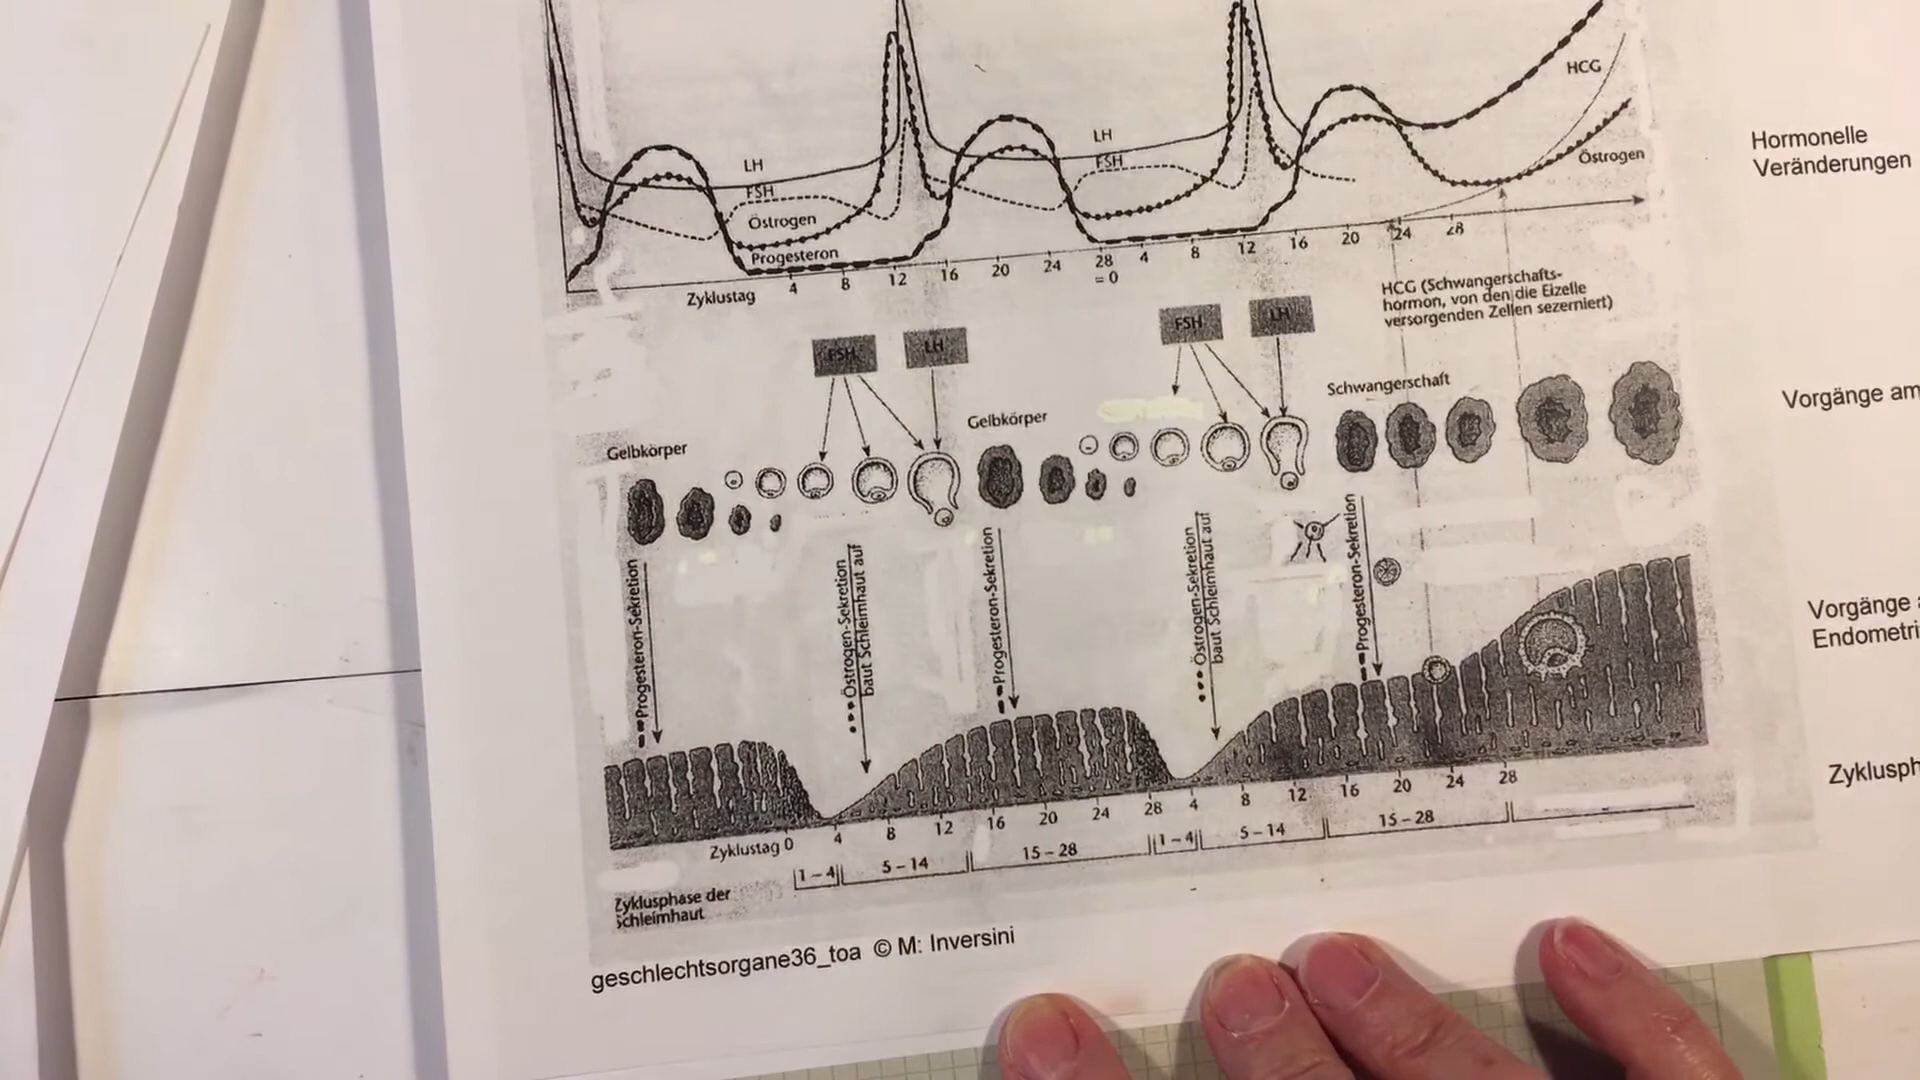 HCG
Hormonelle
Veränderungen
LH
LH
FSH
FSH
Östrogen
Östrogen
Progesteron
Zyklustag
4 8 12 16 20 24 28 4 8 12 16 20 24 28
= 0
HCG (Schwangerschafts-
hormon, von den die Eizelle
versorgenden Zellen sezerniert)
FSH LH
FSH LH
Schwangerschaft
Vorgänge am
Gelbkörper
Gelbkörper
Progesteron-Sekretion
Östrogen-Sekretion
baut Schleimhaut auf
Progesteron-Sekretion
Östrogen-Sekretion
baut Schleimhaut auf
Progesteron-Sekretion
Vorgänge
Zyklustag 0 4 8 12 16 20 24 28 4 8 12 16 20 24 28
1 – 4 5 – 14 15 – 28 1 – 4 5 – 14 15 – 28
Zyklusphase der
Schleimhaut
geschlechtsorgane36_toa © M: Inversini